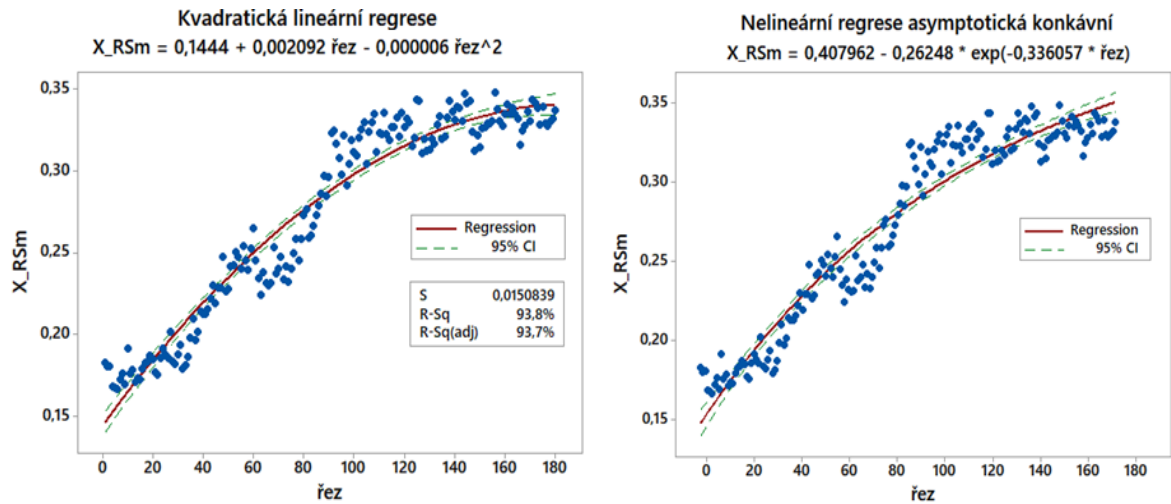 Kvadratická lineární regrese
X_RSm = 0,1444 + 0,002092 řez - 0,000006 řez^2
0,35
0,30
0,25
0,20
0,15
X_RSm
Regression
95% CI
S 0,0150839
R-Sq 93,8%
R-Sq(adj) 93,7%
0 20 40 60 80 100 120 140 160 180
řez
Nelineární regrese asymptotická konkávní
X_RSm = 0,407962 - 0,26248 * exp(-0,336057 * řez)
0,35
0,30
0,25
0,20
0,15
X_RSm
Regression
95% CI
0 20 40 60 80 100 120 140 160 180
řez